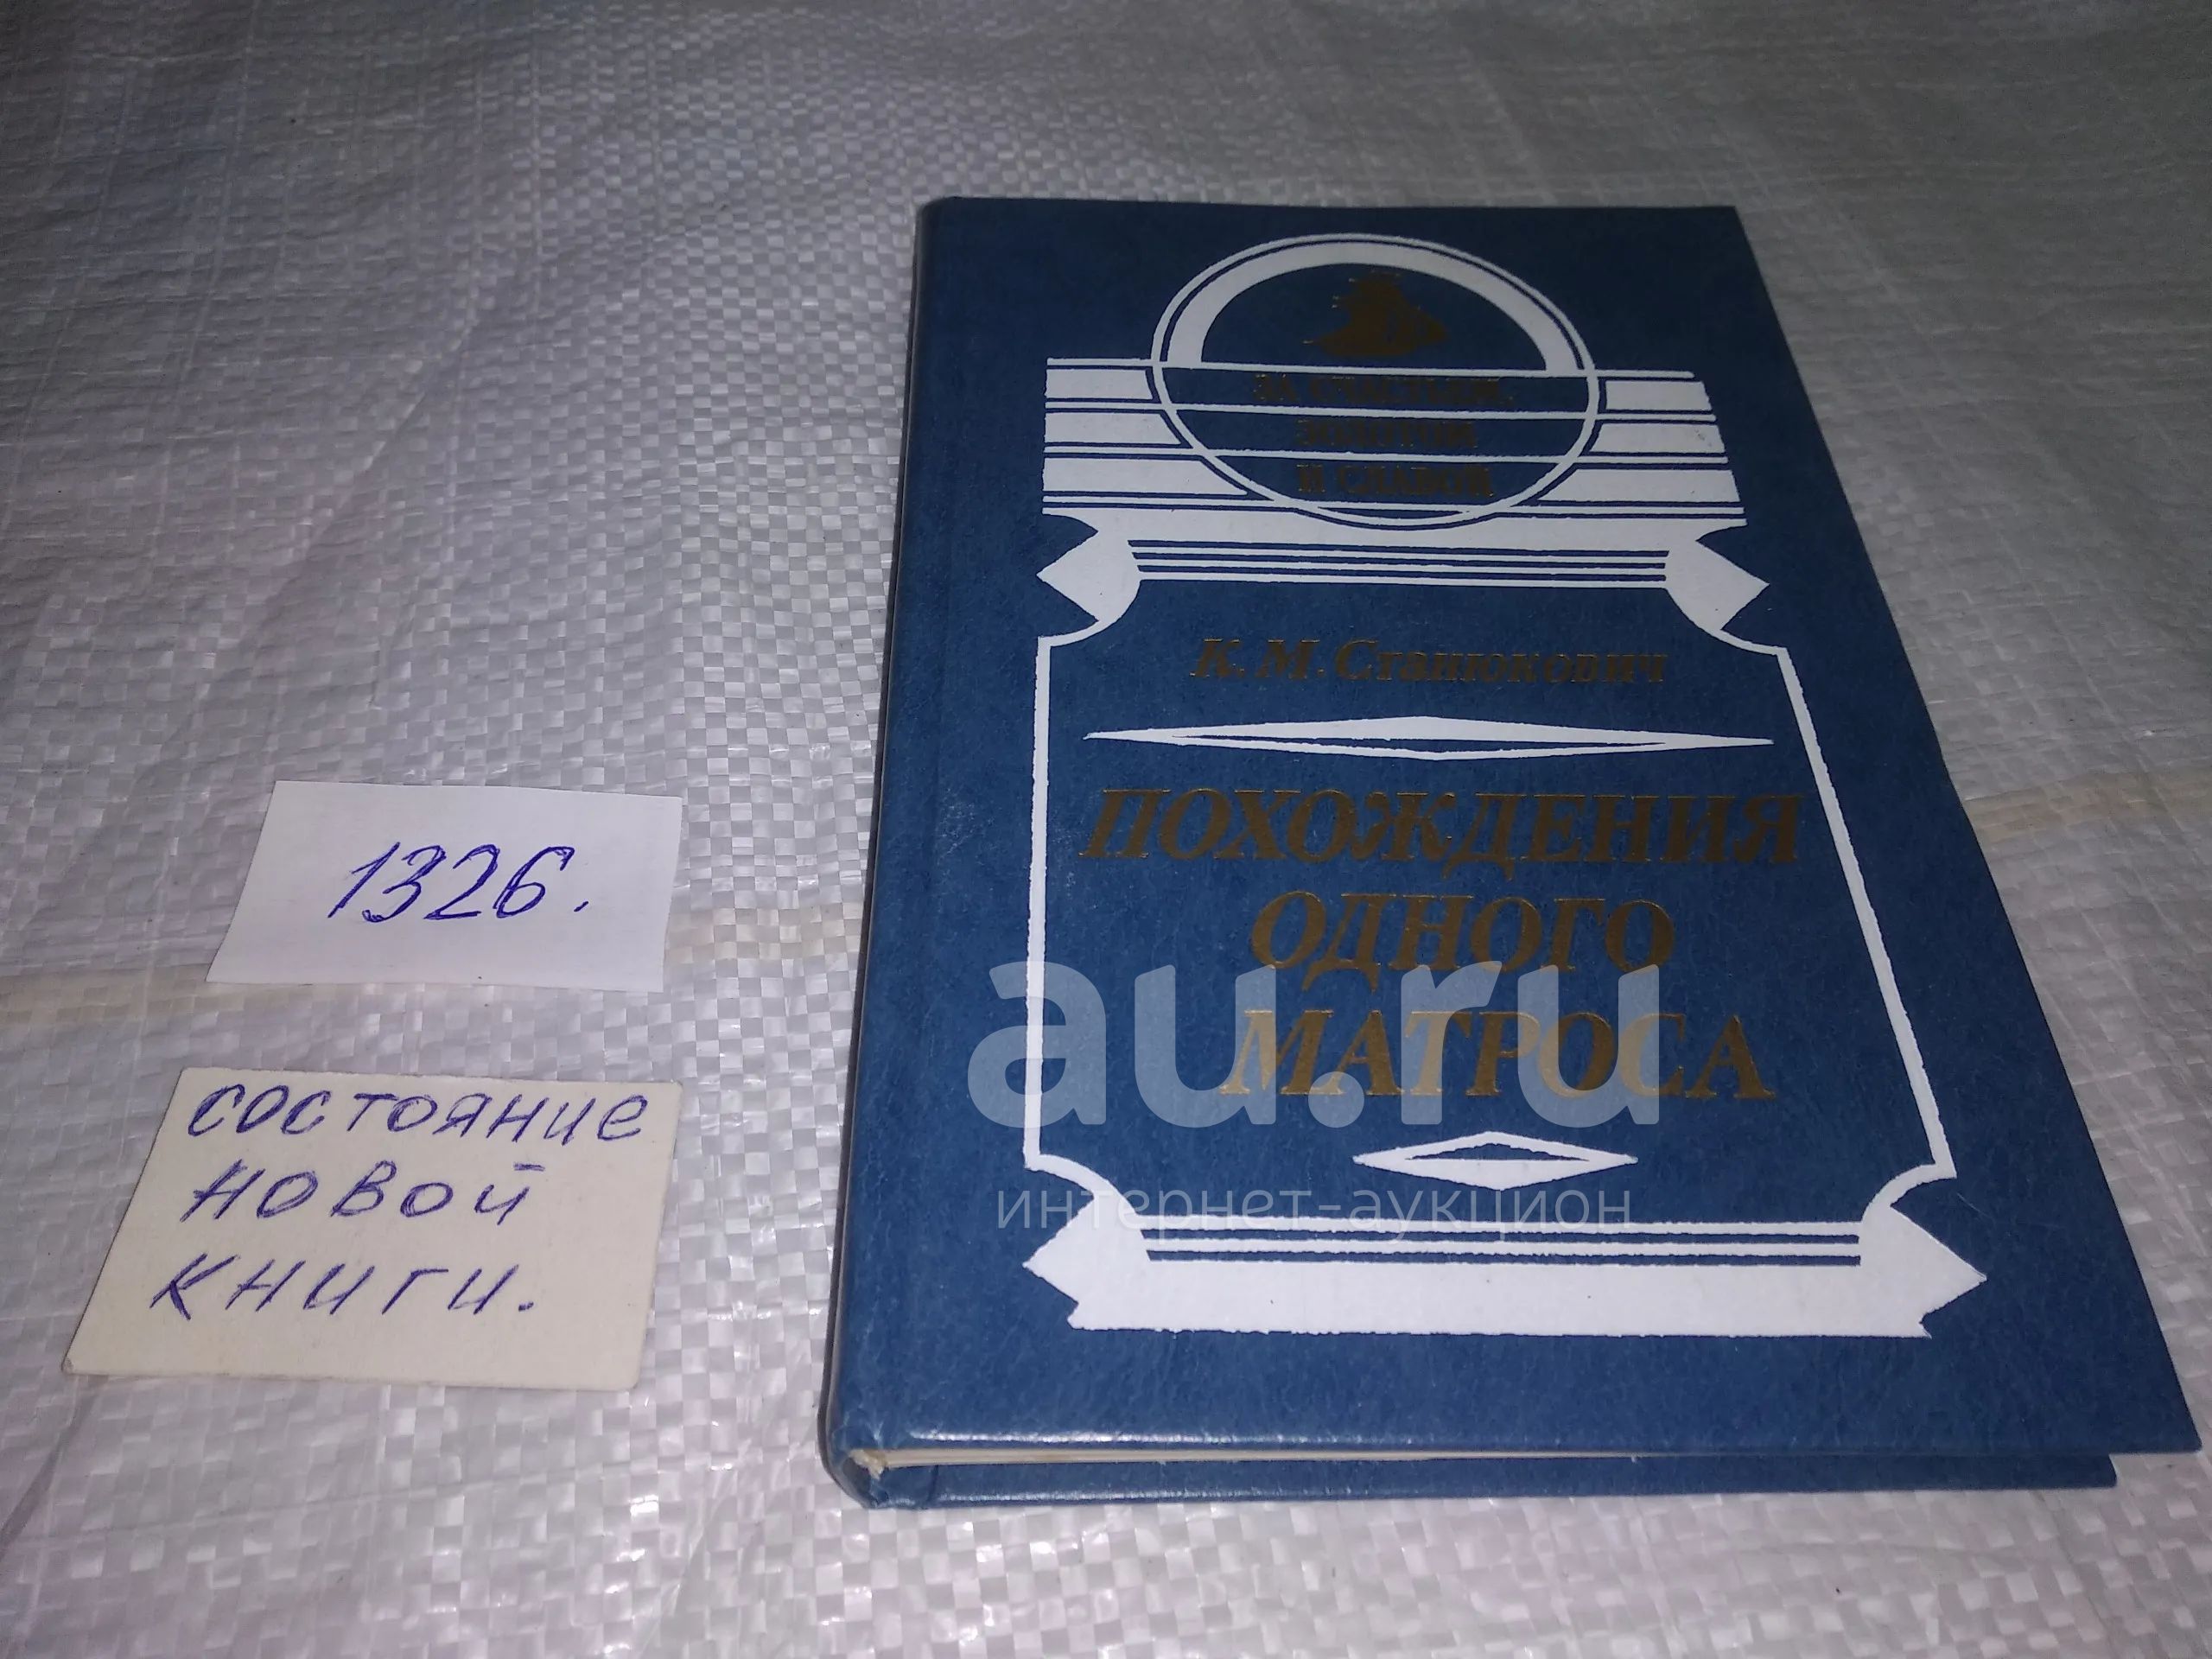 ЗА СЧАСТЬЕМ,
ЗОЛОТОМ
И СЛАВОЙ
К. М. Станюкович
ПОХОЖДЕНИЯ
ОДНОГО
МАТРОСА
au.ru
интернет-аукцион
1326.
состояние
новой
книги.